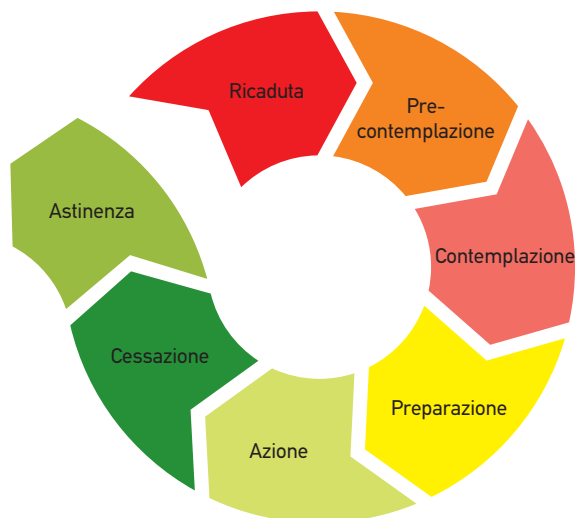 Ricaduta
Pre-
contemplazione
Contemplazione
Preparazione
Azione
Cessazione
Astinenza